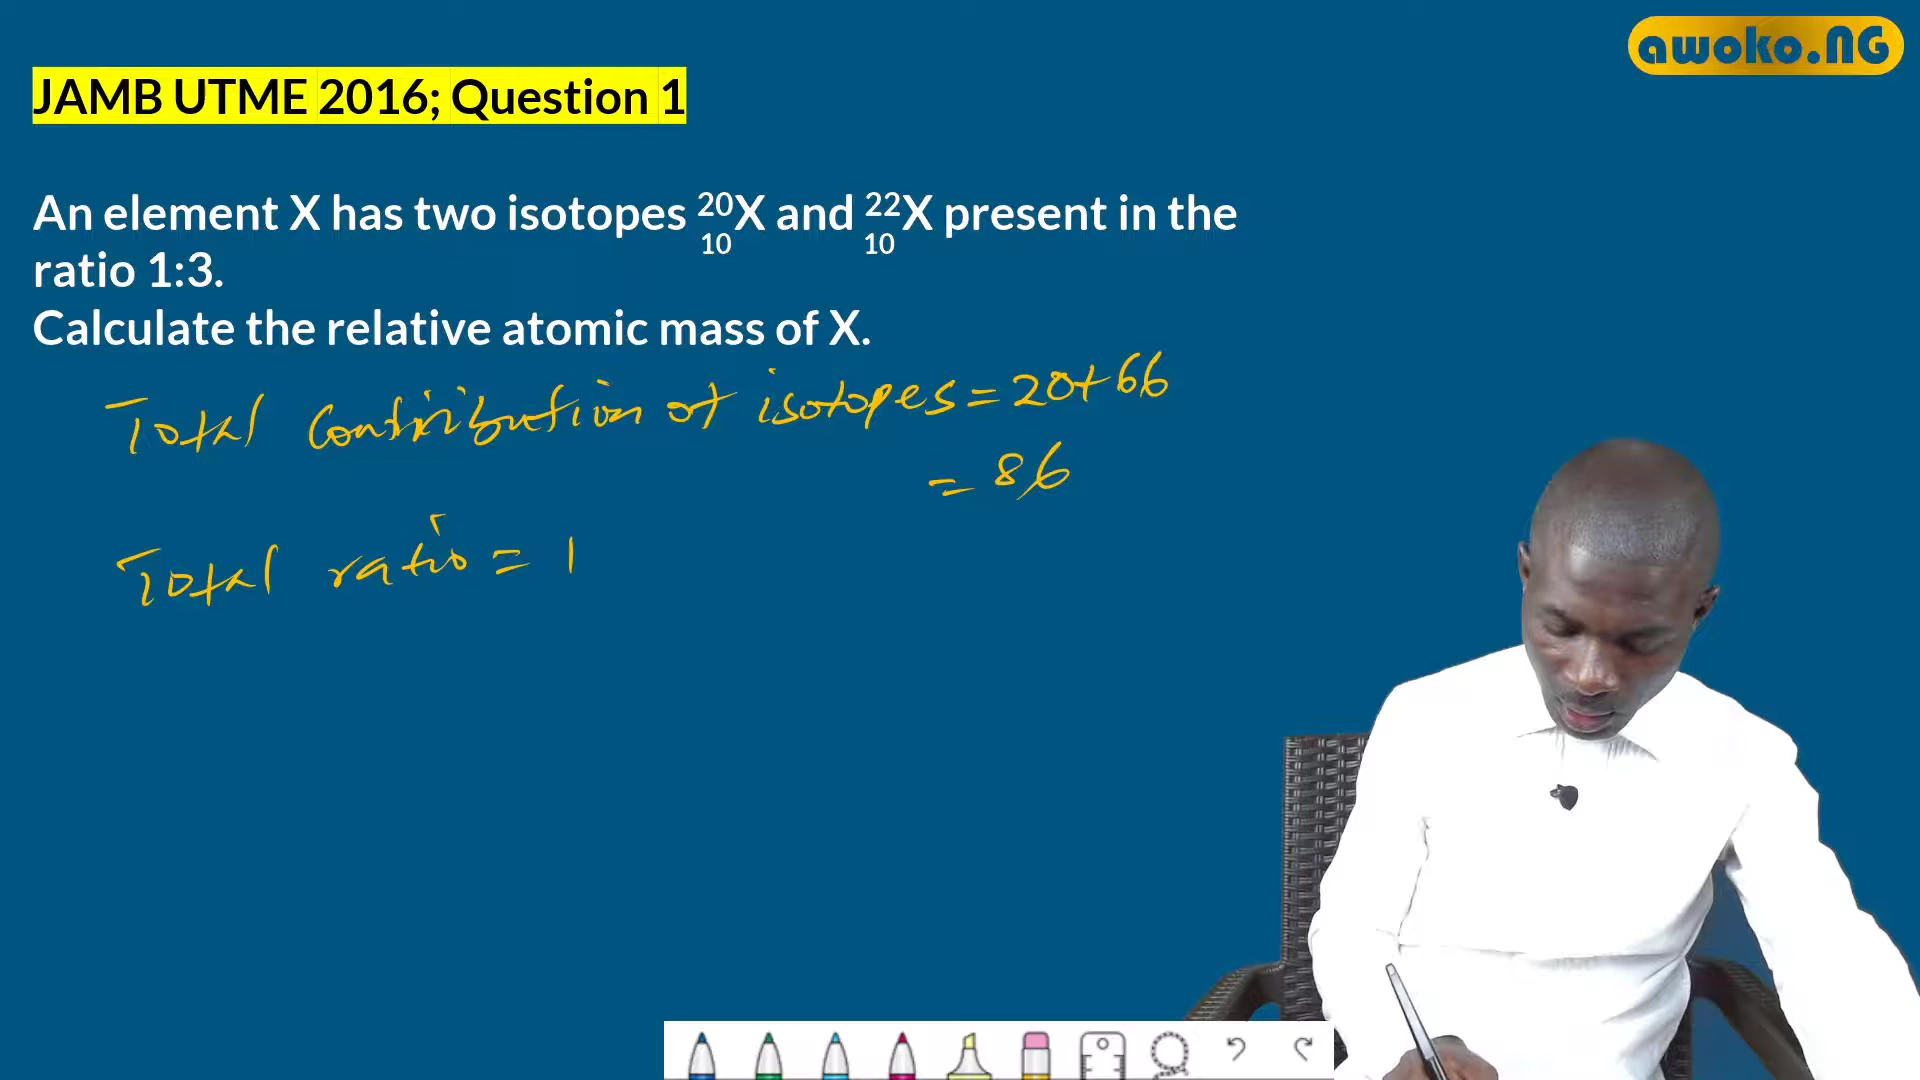 awoko.NG
JAMB UTME 2016; Question 1
An element X has two isotopes ²⁰₁₀X and ²²₁₀X present in the
ratio 1:3.
Calculate the relative atomic mass of X.
Total contribution of isotopes = 20+66
= 86
Total ratio = 1